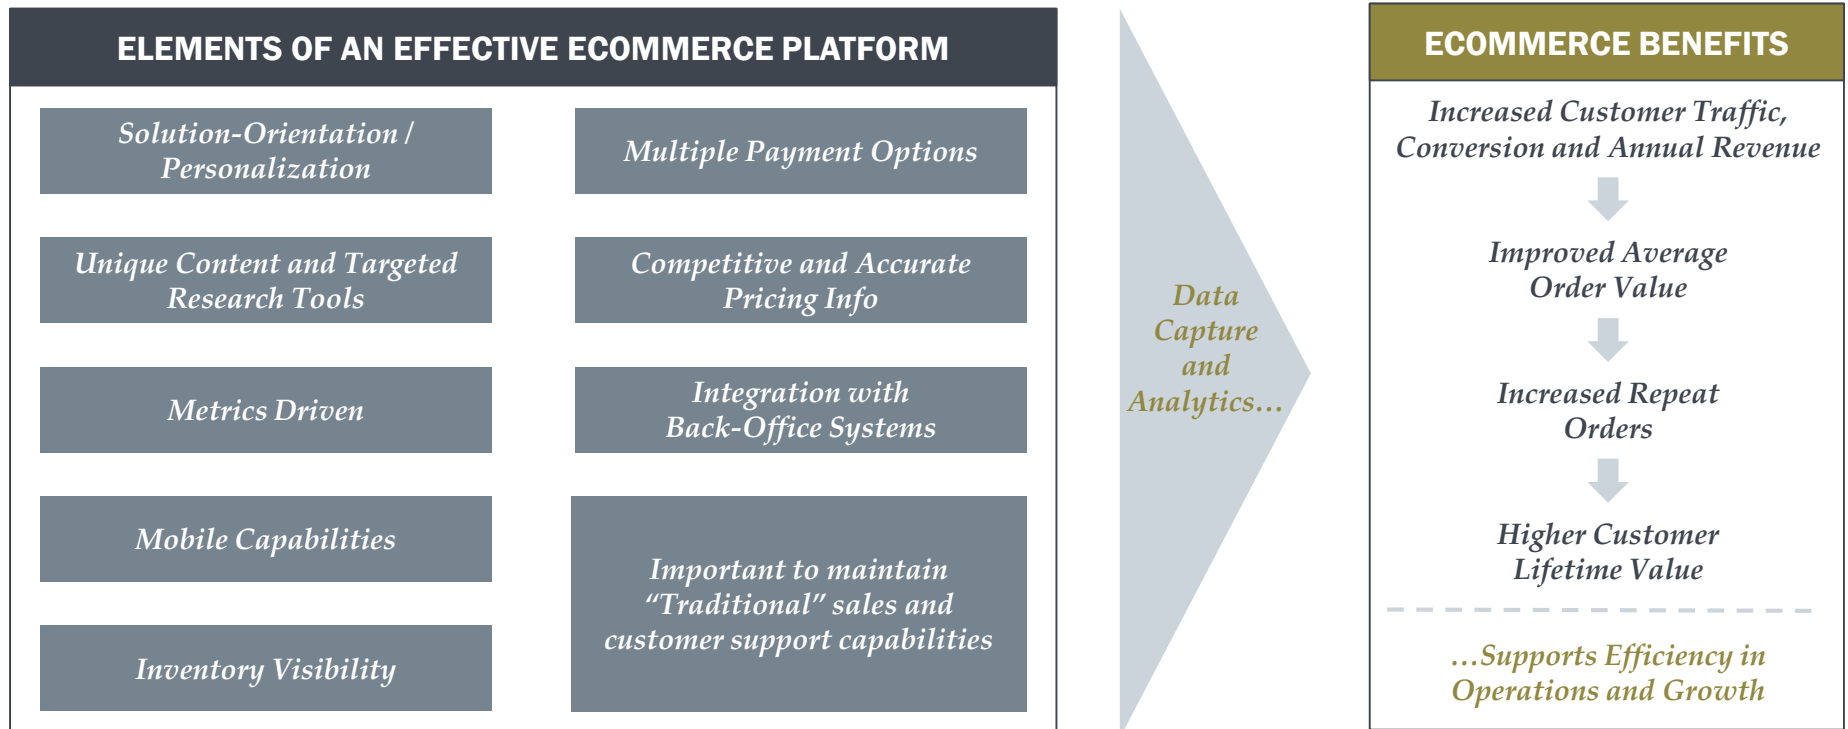 ELEMENTS OF AN EFFECTIVE ECOMMERCE PLATFORM
Solution-Orientation /
Personalization
Unique Content and Targeted
Research Tools
Metrics Driven
Mobile Capabilities
Inventory Visibility
Multiple Payment Options
Competitive and Accurate
Pricing Info
Integration with
Back-Office Systems
Important to maintain
“Traditional” sales and
customer support capabilities
Data
Capture
and
Analytics…
ECOMMERCE BENEFITS
Increased Customer Traffic,
Conversion and Annual Revenue
Improved Average
Order Value
Increased Repeat
Orders
Higher Customer
Lifetime Value
…Supports Efficiency in
Operations and Growth